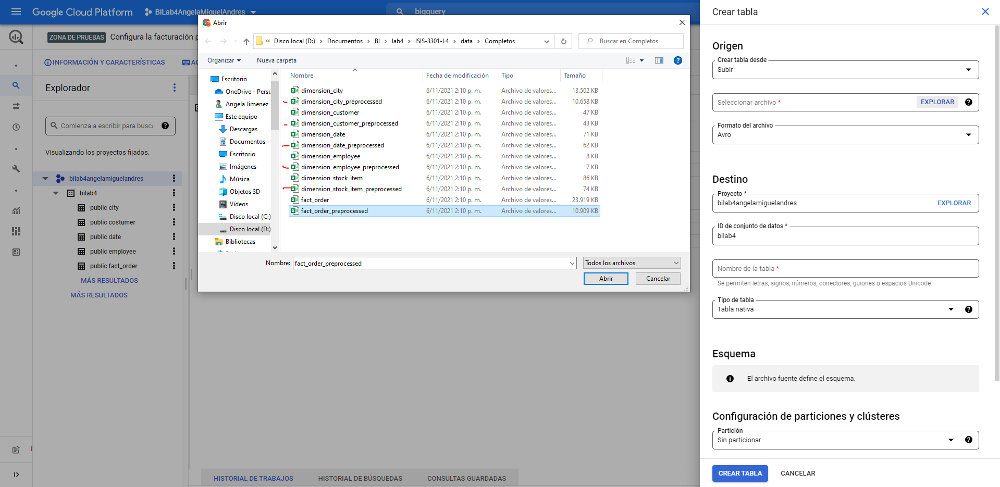 Google Cloud Platform
BILab4AngelaMiguelAndres
bigquery
ZONA DE PRUEBAS
Configura la facturación p
INFORMACIÓN Y CARACTERÍSTICAS
AC
Explorador
Comienza a escribir para busca
Visualizando los proyectos fijados.
bilab4angelamiguelandres
bilab4
public city
public costumer
public date
public employee
public fact_order
MÁS RESULTADOS
MÁS RESULTADOS
HISTORIAL DE TRABAJOS
HISTORIAL DE BÚSQUEDAS
CONSULTAS GUARDADAS
Abrir
« Disco local (D:) › Documentos › BI › lab4 › ISIS-3301-L4 › data › Completos
Buscar en Completos
Organizar
Nueva carpeta
Escritorio
OneDrive - Perso
Angela Jimenez
Este equipo
Descargas
Documentos
Escritorio
Imágenes
Música
Objetos 3D
Vídeos
Disco local (C:)
Disco local (D:)
Bibliotecas
Nombre Fecha de modificación Tipo Tamaño
dimension_city 6/11/2021 2:10 p. m. Archivo de valores... 13.502 KB
dimension_city_preprocessed 6/11/2021 2:10 p. m. Archivo de valores... 10.658 KB
dimension_customer 6/11/2021 2:10 p. m. Archivo de valores... 47 KB
dimension_customer_preprocessed 6/11/2021 2:10 p. m. Archivo de valores... 43 KB
dimension_date 6/11/2021 2:10 p. m. Archivo de valores... 71 KB
dimension_date_preprocessed 6/11/2021 2:10 p. m. Archivo de valores... 62 KB
dimension_employee 6/11/2021 2:10 p. m. Archivo de valores... 8 KB
dimension_employee_preprocessed 6/11/2021 2:10 p. m. Archivo de valores... 7 KB
dimension_stock_item 6/11/2021 2:10 p. m. Archivo de valores... 86 KB
dimension_stock_item_preprocessed 6/11/2021 2:10 p. m. Archivo de valores... 74 KB
fact_order 6/11/2021 2:10 p. m. Archivo de valores... 23.919 KB
fact_order_preprocessed 6/11/2021 2:10 p. m. Archivo de valores... 10.909 KB
Nombre: fact_order_preprocessed
Todos los archivos
Abrir
Cancelar
Crear tabla
Origen
Crear tabla desde
Subir
Seleccionar archivo *
EXPLORAR
Formato del archivo
Avro
Destino
Proyecto *
bilab4angelamiguelandres
EXPLORAR
ID de conjunto de datos *
bilab4
Nombre de la tabla *
Se permiten letras, signos, números, conectores, guiones o espacios Unicode.
Tipo de tabla
Tabla nativa
Esquema
El archivo fuente define el esquema.
Configuración de particiones y clústeres
Partición
Sin particionar
CREAR TABLA
CANCELAR